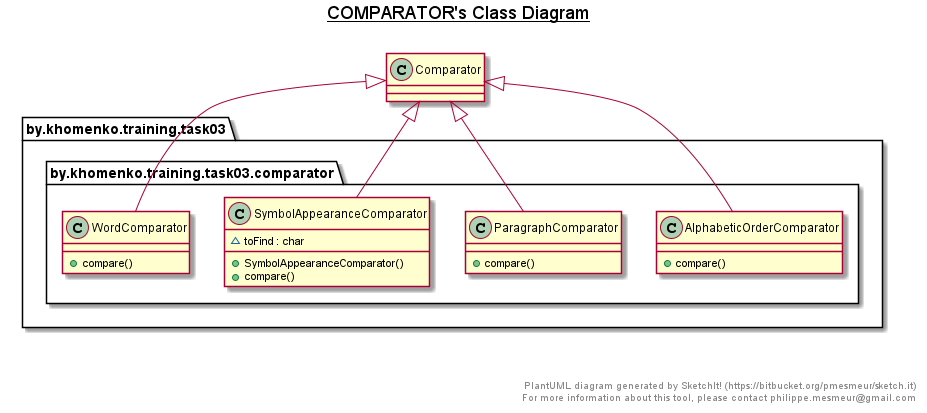 COMPARATOR's Class Diagram
C Comparator
by.khomenko.training.task03
by.khomenko.training.task03.comparator
C WordComparator
compare()
C SymbolAppearanceComparator
toFind : char
SymbolAppearanceComparator()
compare()
C ParagraphComparator
compare()
C AlphabeticOrderComparator
compare()
PlantUML diagram generated by SketchIt! (https://bitbucket.org/pmesmeur/sketch.it)
For more information about this tool, please contact philippe.mesmeur@gmail.com